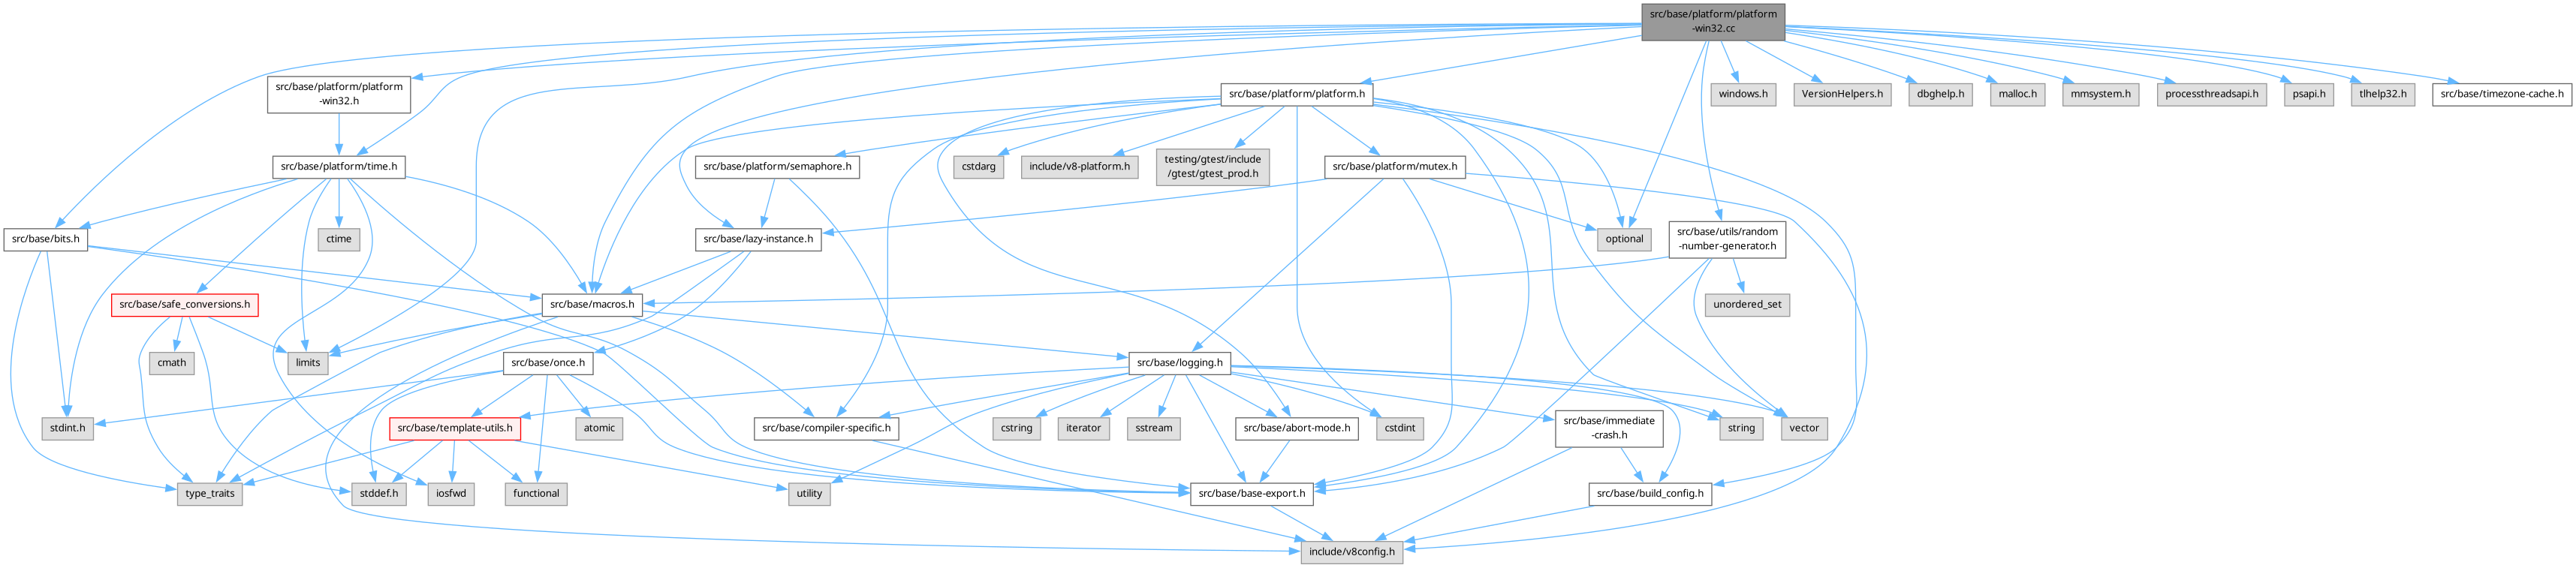 src/base/platform/platform
-win32.cc
src/base/platform/platform
-win32.h
src/base/platform/platform.h
windows.h
VersionHelpers.h
dbghelp.h
malloc.h
mmsystem.h
processthreadsapi.h
psapi.h
tlhelp32.h
src/base/timezone-cache.h
src/base/platform/time.h
src/base/platform/semaphore.h
cstdarg
include/v8-platform.h
testing/gtest/include
/gtest/gtest_prod.h
src/base/platform/mutex.h
src/base/bits.h
ctime
src/base/lazy-instance.h
optional
src/base/utils/random
-number-generator.h
src/base/safe_conversions.h
src/base/macros.h
unordered_set
cmath
limits
src/base/once.h
src/base/logging.h
stdint.h
src/base/template-utils.h
atomic
src/base/compiler-specific.h
cstring
iterator
sstream
src/base/abort-mode.h
cstdint
src/base/immediate
-crash.h
string
vector
type_traits
stddef.h
iosfwd
functional
utility
src/base/base-export.h
src/base/build_config.h
include/v8config.h